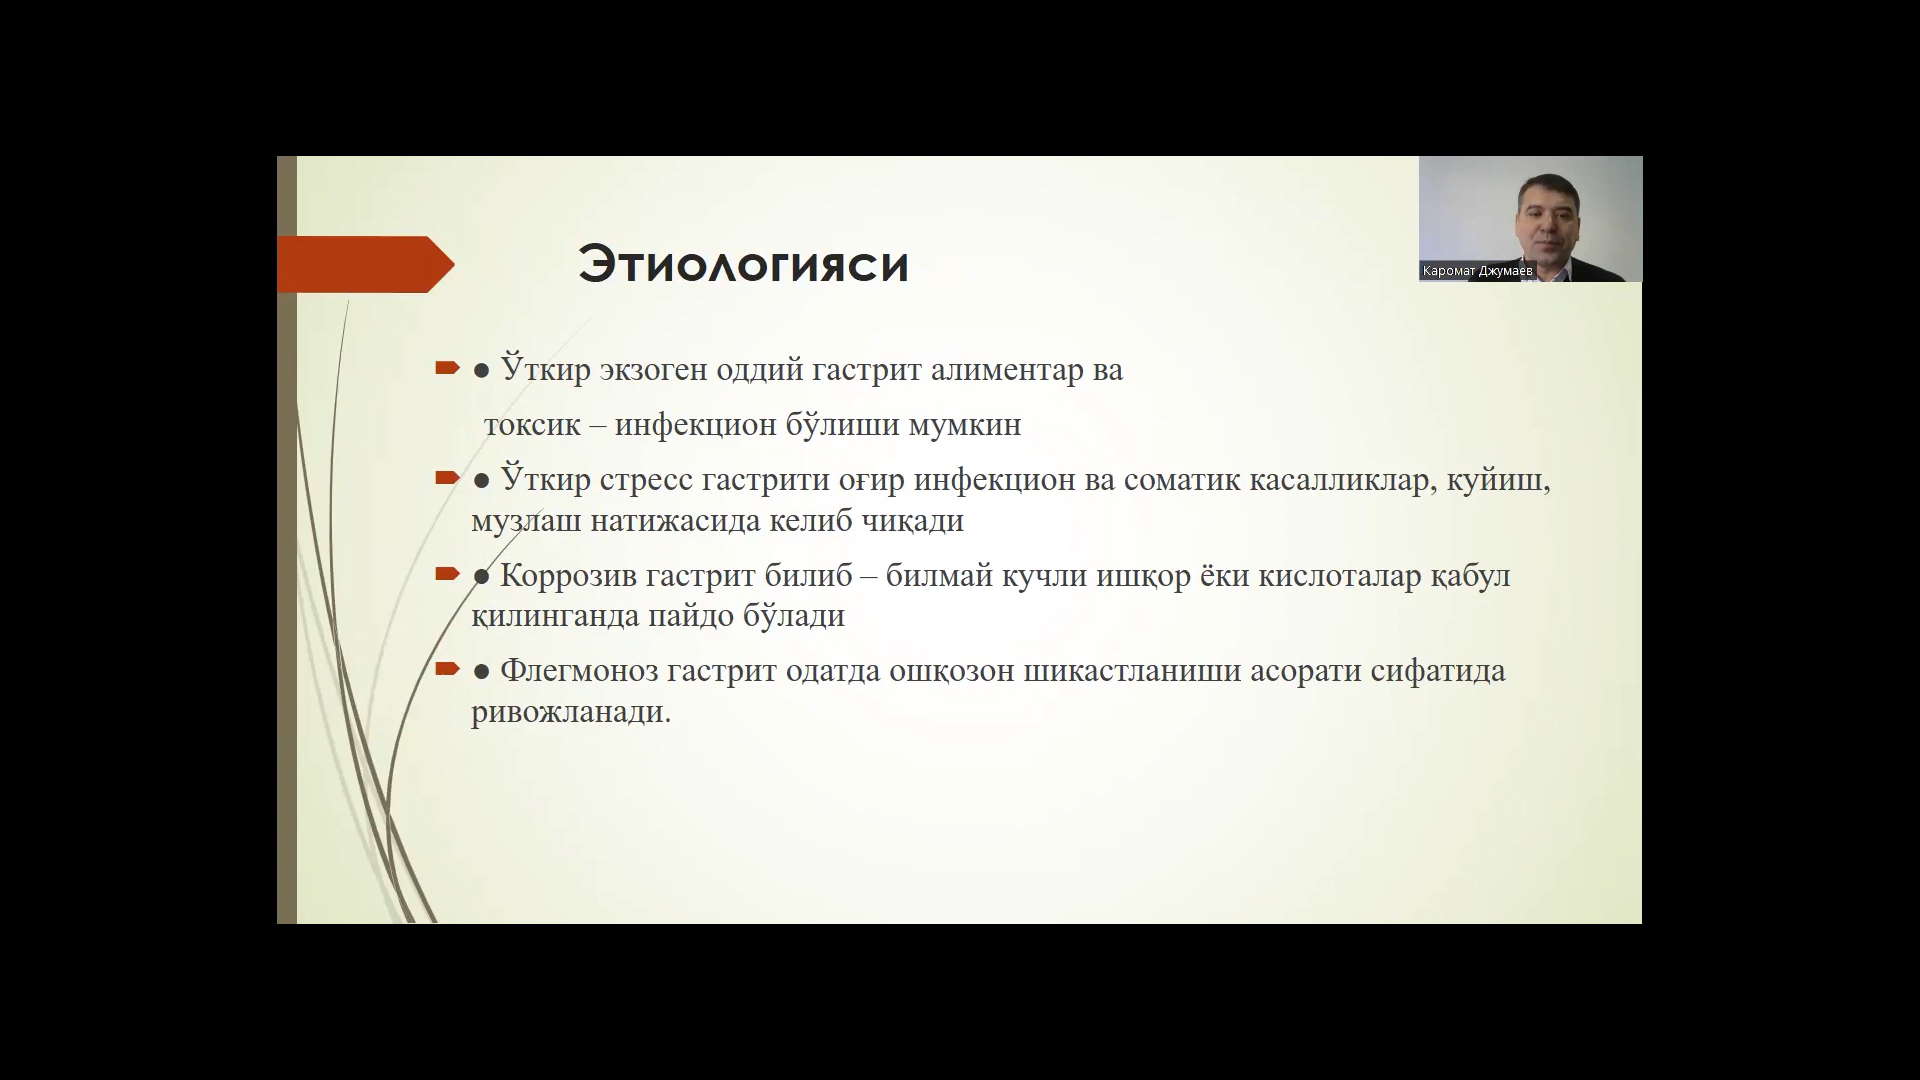 Этиологияси
Каромат Джумаев
● Ўткир экзоген оддий гастрит алиментар ва
токсик – инфекцион бўлиши мумкин
● Ўткир стресс гастрити оғир инфекцион ва соматик касалликлар, куйиш,
музлаш натижасида келиб чиқади
● Коррозив гастрит билиб – билмай кучли ишқор ёки кислоталар қабул
қилинганда пайдо бўлади
● Флегмоноз гастрит одатда ошқозон шикастланиши асорати сифатида
ривожланади.